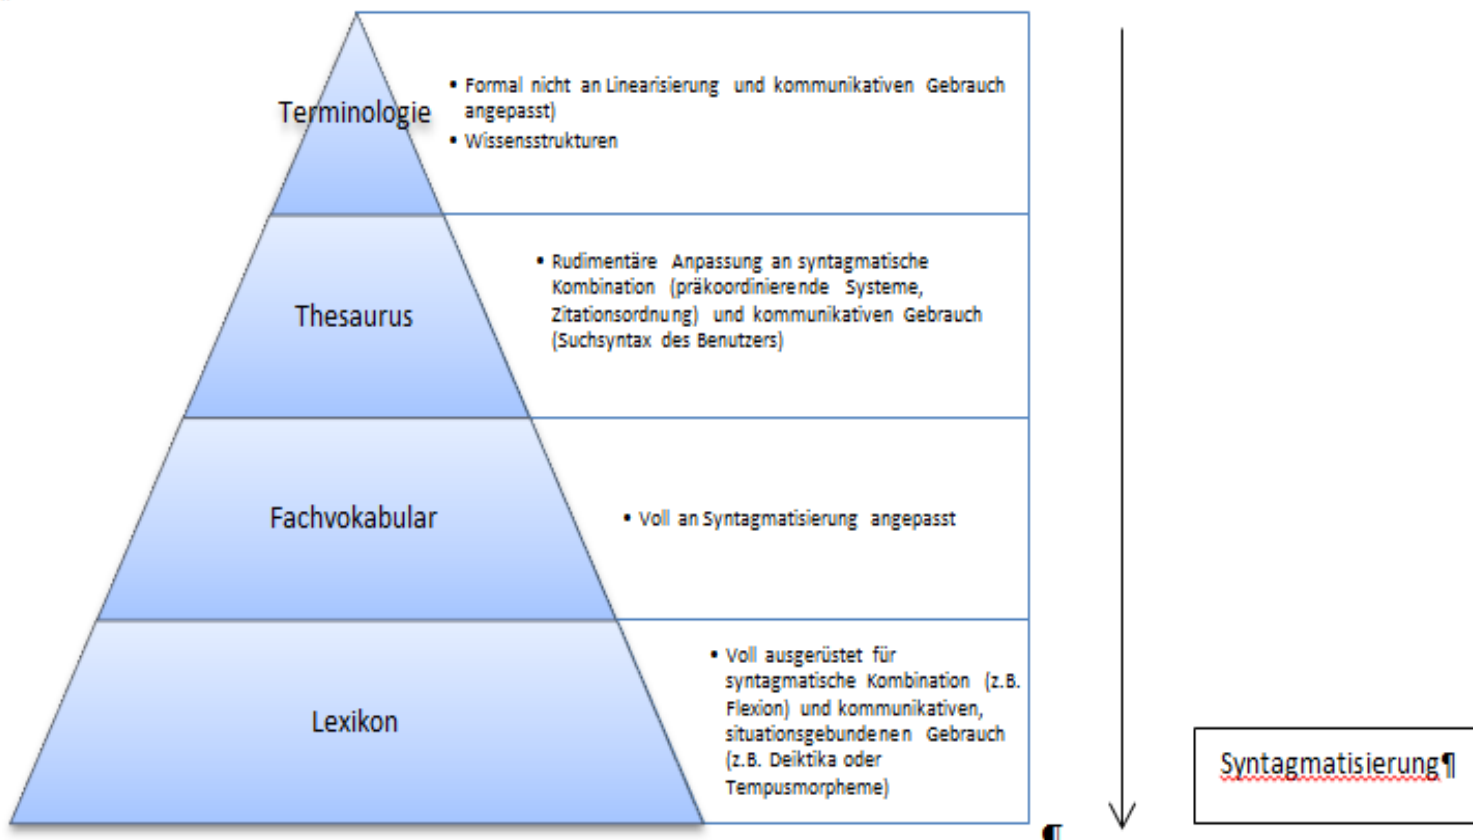 Terminologie
▪ Formal nicht an Linearisierung und kommunikativen Gebrauch
angepasst)
▪ Wissensstrukturen
Thesaurus
▪ Rudimentäre Anpassung an syntagmatische
Kombination (präkoordinierende Systeme,
Zitationsordnung) und kommunikativen Gebrauch
(Suchsyntax des Benutzers)
Fachvokabular
▪ Voll an Syntagmatisierung angepasst
Lexikon
▪ Voll ausgerüstet für
syntagmatische Kombination (z.B.
Flexion) und kommunikativen,
situationsgebundenen Gebrauch
(z.B. Deiktika oder
Tempusmorpheme)
Syntagmatisierung¶
¶